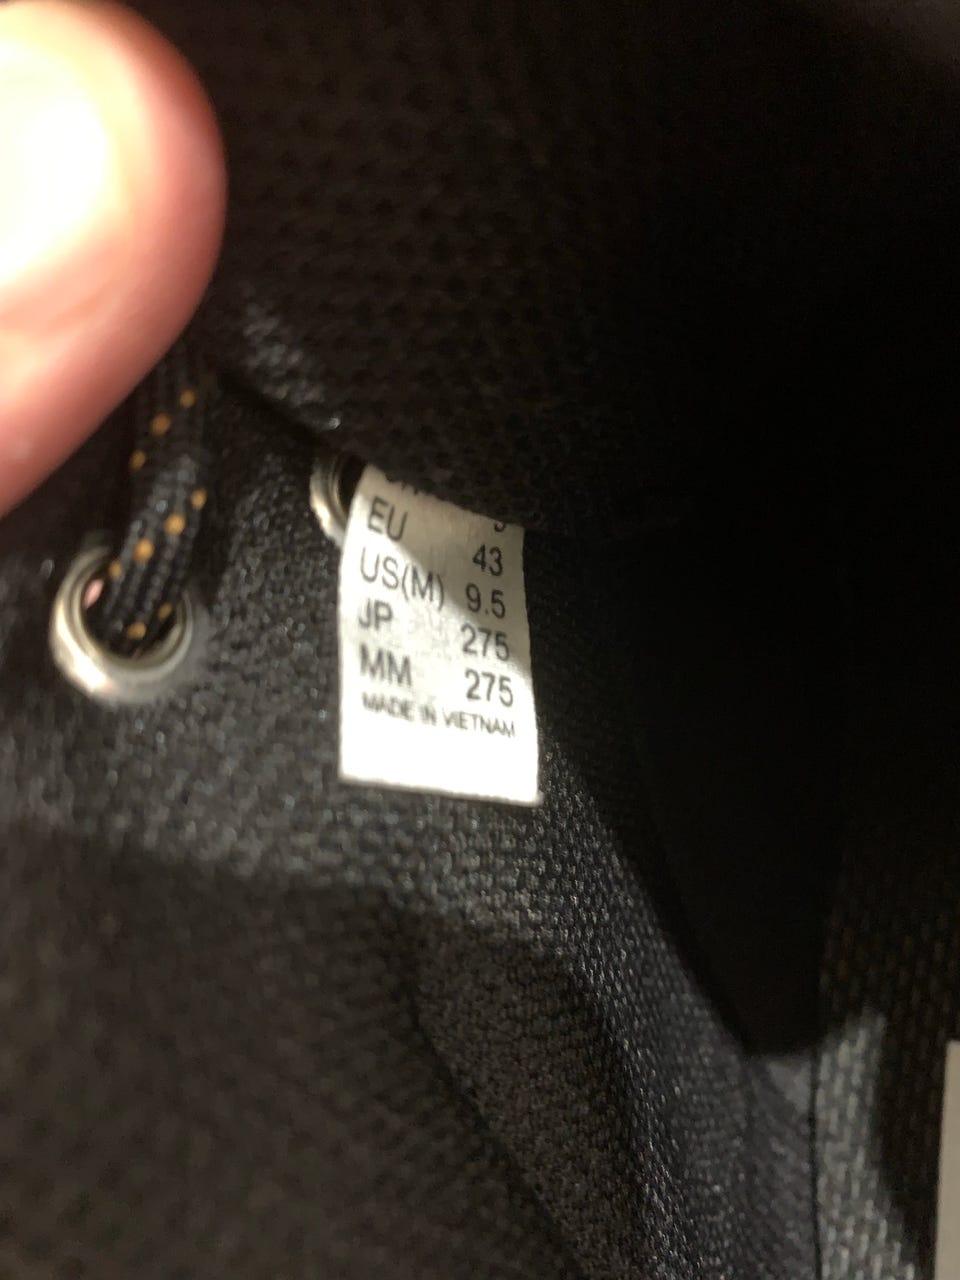 EU 43
US(M) 9.5
JP 275
MM 275
MADE IN VIETNAM